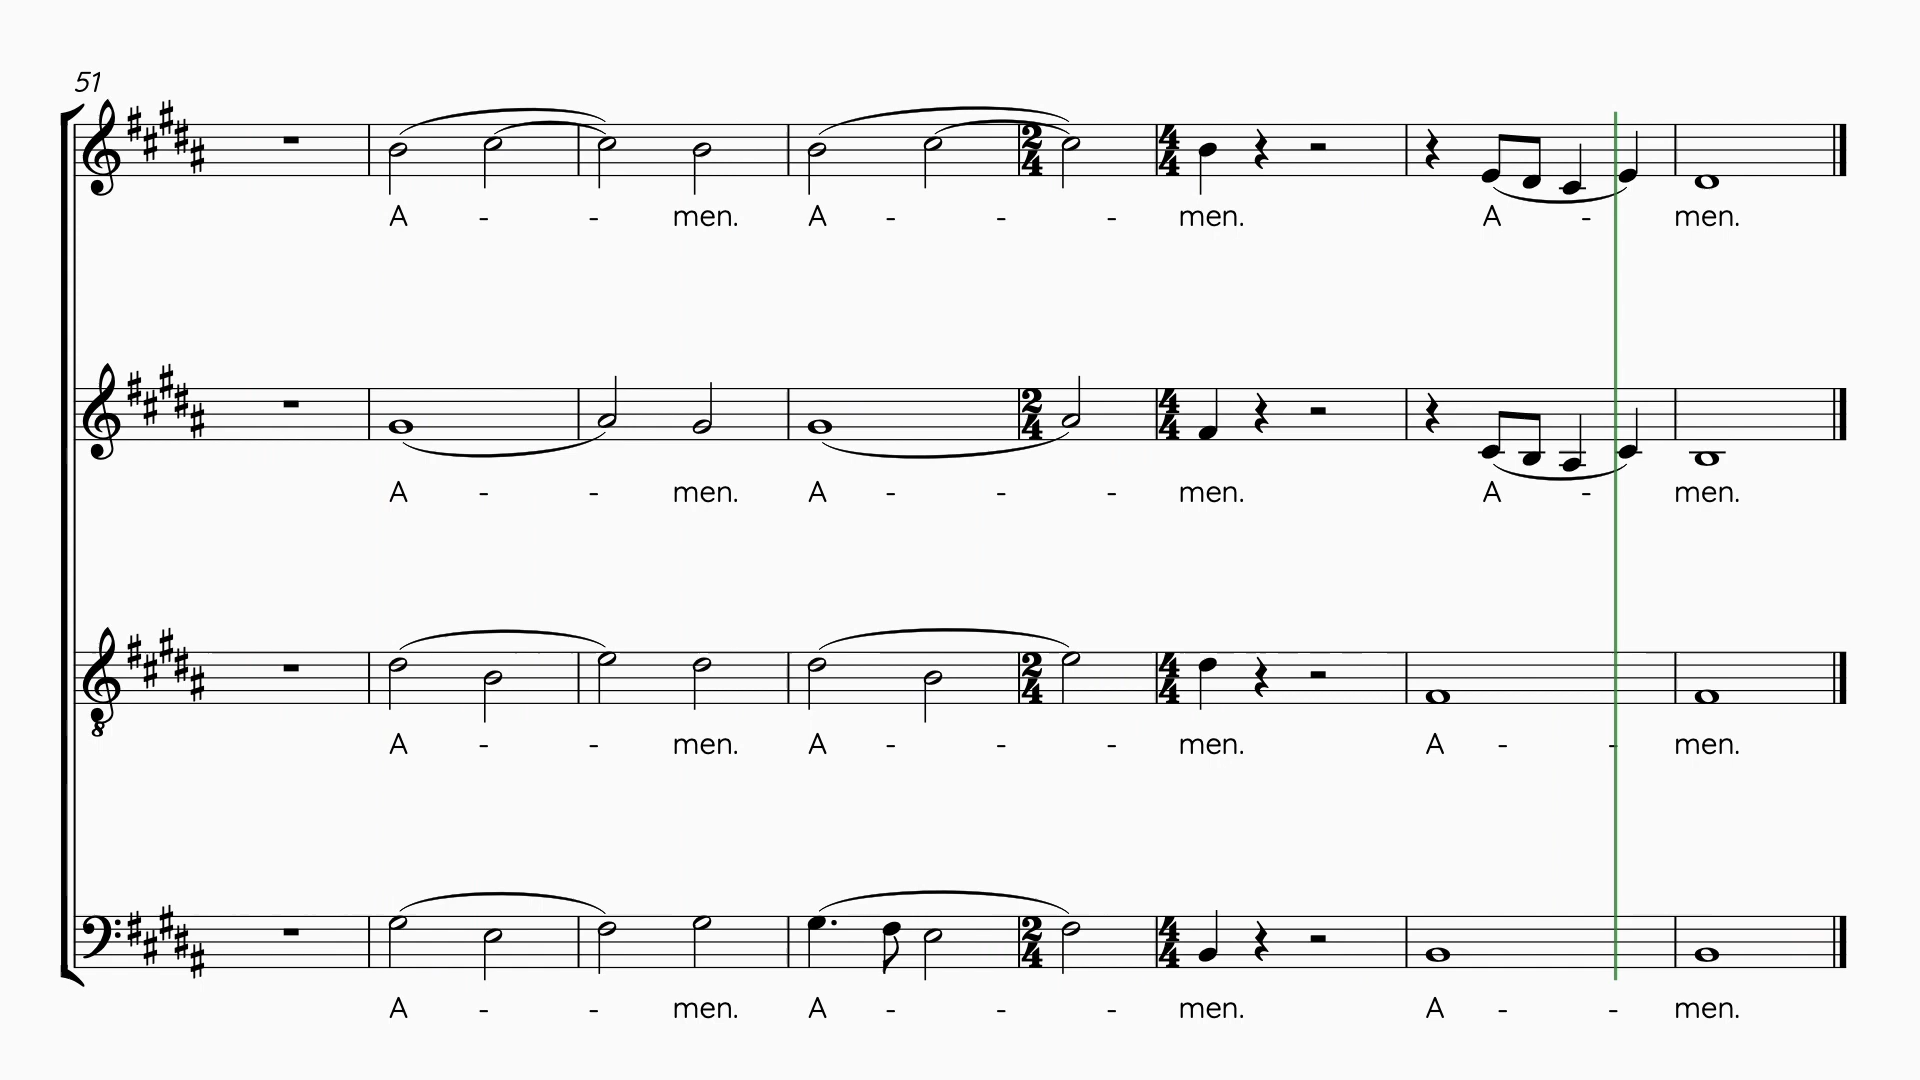 51
A - - men. A - - - men. A - men.
A - - men. A - - - men. A - men.
A - - men. A - - - men. A - - men.
A - - men. A - - - men. A - - men.